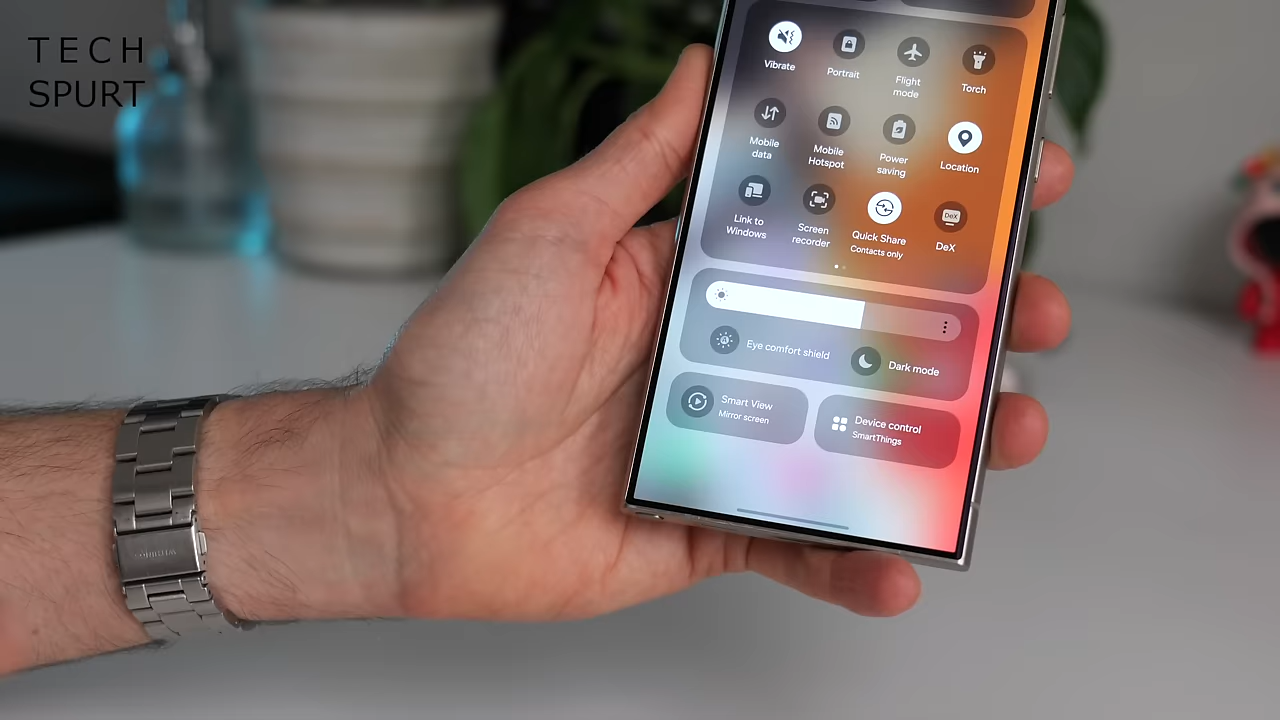 TECH
SPURT
Vibrate
Portrait
Flight
mode
Torch
Mobile
data
Mobile
Hotspot
Power
saving
Location
Link to
Windows
Screen
recorder
Quick Share
Contacts only
DeX
DeX
Eye comfort shield
Dark mode
Smart View
Mirror screen
Device control
SmartThings